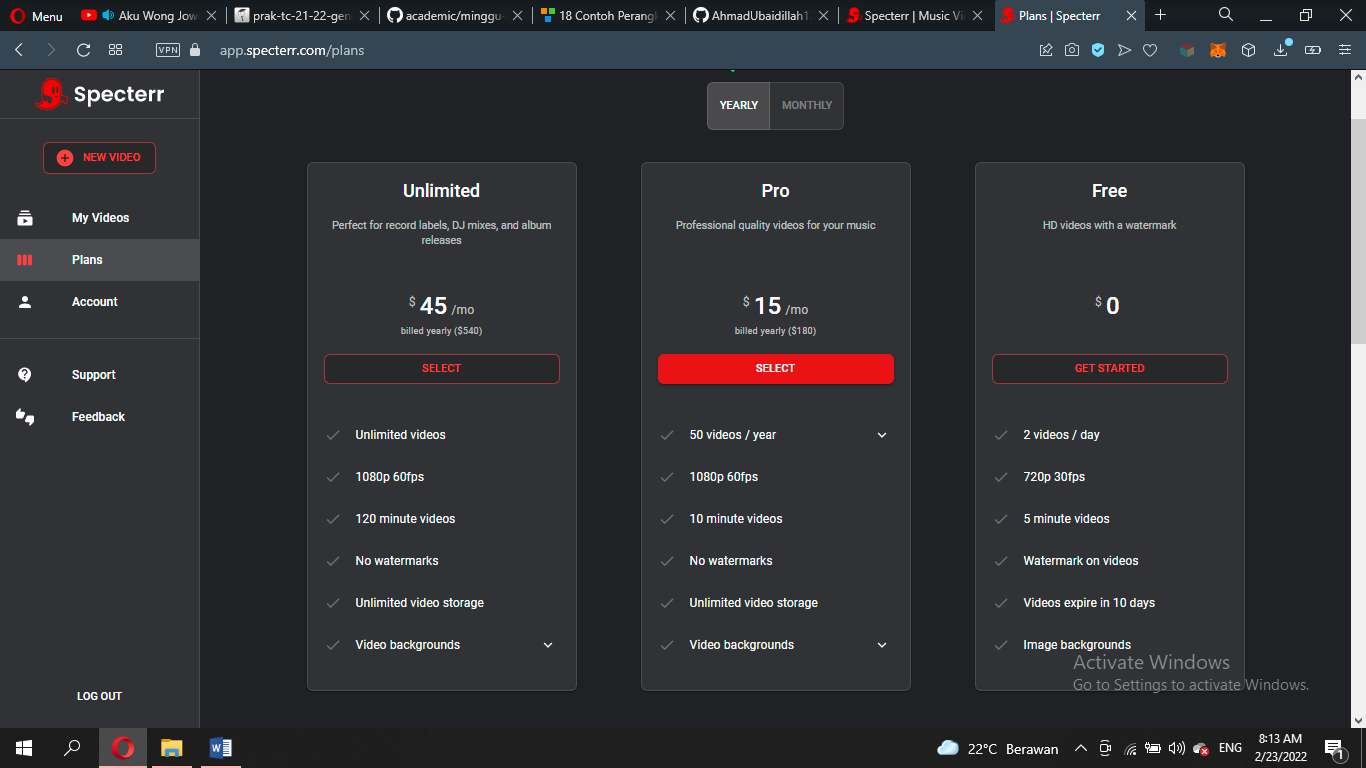 Menu
Aku Wong Jow
prak-tc-21-22-gen
academic/minggu-
18 Contoh Perangk
AhmadUbaidillah1
Specterr | Music Vi
Plans | Specterr
VPN
app.specterr.com/plans
Specterr
NEW VIDEO
My Videos
Plans
Account
Support
Feedback
LOG OUT
YEARLY
MONTHLY
Unlimited
Perfect for record labels, DJ mixes, and album
releases
$ 45 /mo
billed yearly ($540)
SELECT
Unlimited videos
1080p 60fps
120 minute videos
No watermarks
Unlimited video storage
Video backgrounds
Pro
Professional quality videos for your music
$ 15 /mo
billed yearly ($180)
SELECT
50 videos / year
1080p 60fps
10 minute videos
No watermarks
Unlimited video storage
Video backgrounds
Free
HD videos with a watermark
$ 0
GET STARTED
2 videos / day
720p 30fps
5 minute videos
Watermark on videos
Videos expire in 10 days
Image backgrounds
Activate Windows
Go to Settings to activate Windows.
22°C Berawan
ENG
8:13 AM
2/23/2022
1